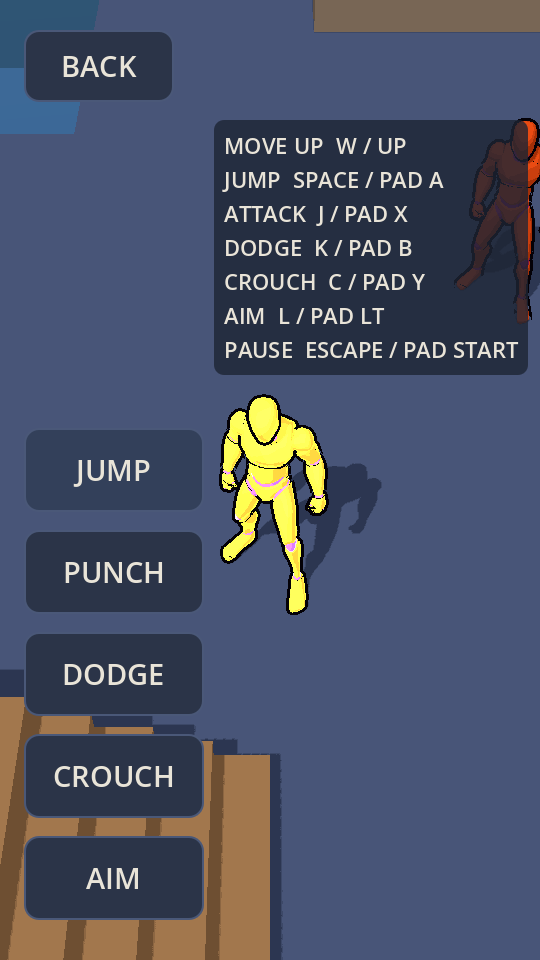 BACK
MOVE UP W / UP
JUMP SPACE / PAD A
ATTACK J / PAD X
DODGE K / PAD B
CROUCH C / PAD Y
AIM L / PAD LT
PAUSE ESCAPE / PAD START
JUMP
PUNCH
DODGE
CROUCH
AIM